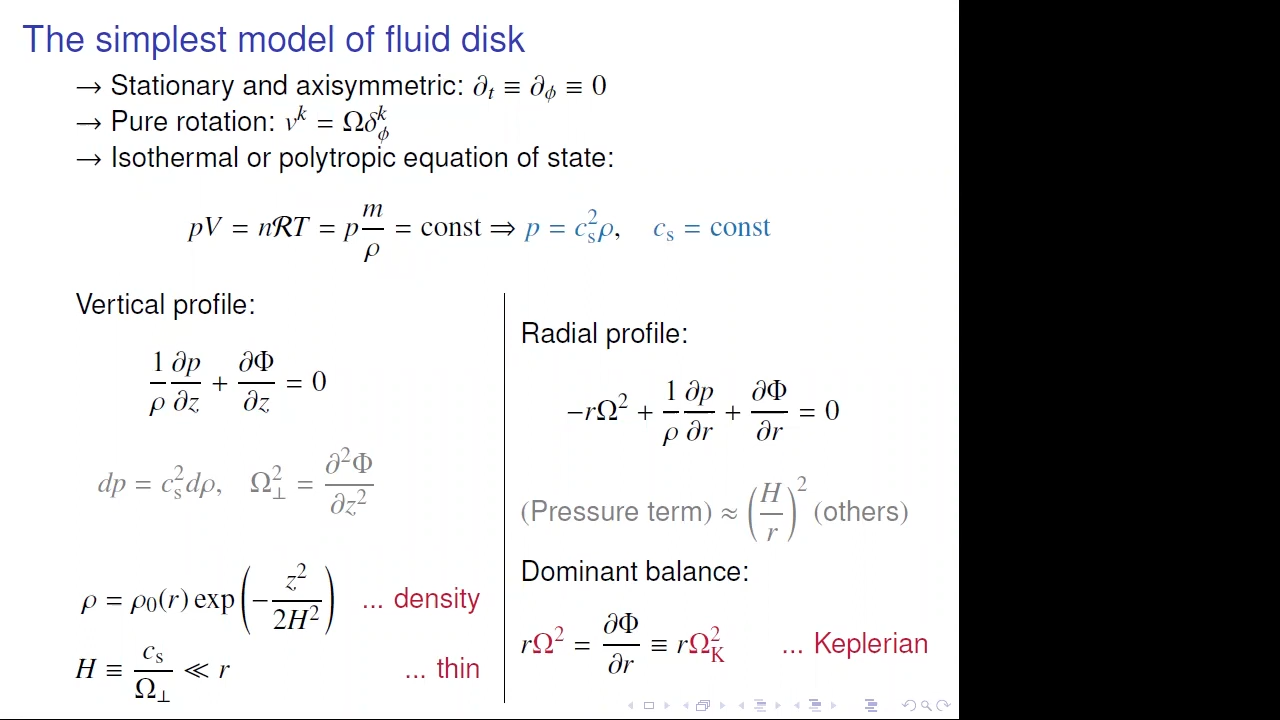 The simplest model of fluid disk
→ Stationary and axisymmetric: ∂_t ≡ ∂_ϕ ≡ 0
→ Pure rotation: v^k = Ωδ^k_ϕ
→ Isothermal or polytropic equation of state:
pV = nℛT = p m/ρ = const ⇒ p = c_s^2 ρ, c_s = const
Vertical profile:
1/ρ ∂p/∂z + ∂Φ/∂z = 0
dp = c_s^2 dρ, Ω_⊥^2 = ∂^2Φ/∂z^2
ρ = ρ_0(r) exp(−z^2/2H^2) ... density
H ≡ c_s/Ω_⊥ ≪ r ... thin
Radial profile:
−rΩ^2 + 1/ρ ∂p/∂r + ∂Φ/∂r = 0
(Pressure term) ≈ (H/r)^2 (others)
Dominant balance:
rΩ^2 = ∂Φ/∂r ≡ rΩ_K^2 ... Keplerian